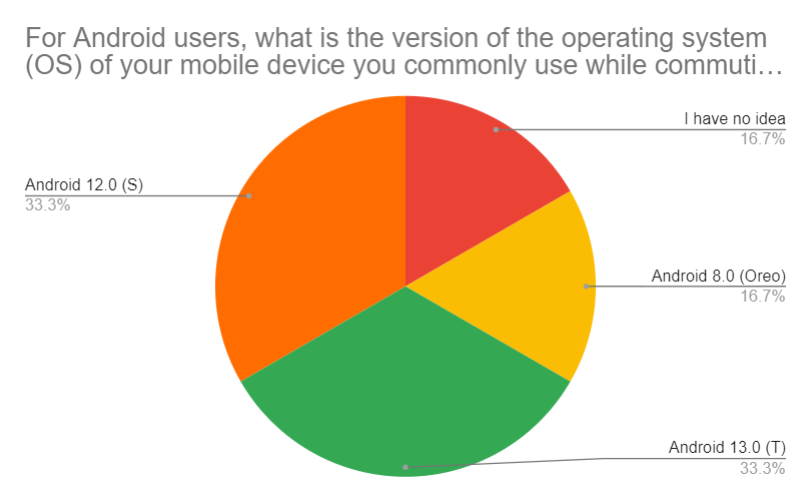 For Android users, what is the version of the operating system
(OS) of your mobile device you commonly use while commuti…
I have no idea
16.7%
Android 12.0 (S)
33.3%
Android 8.0 (Oreo)
16.7%
Android 13.0 (T)
33.3%